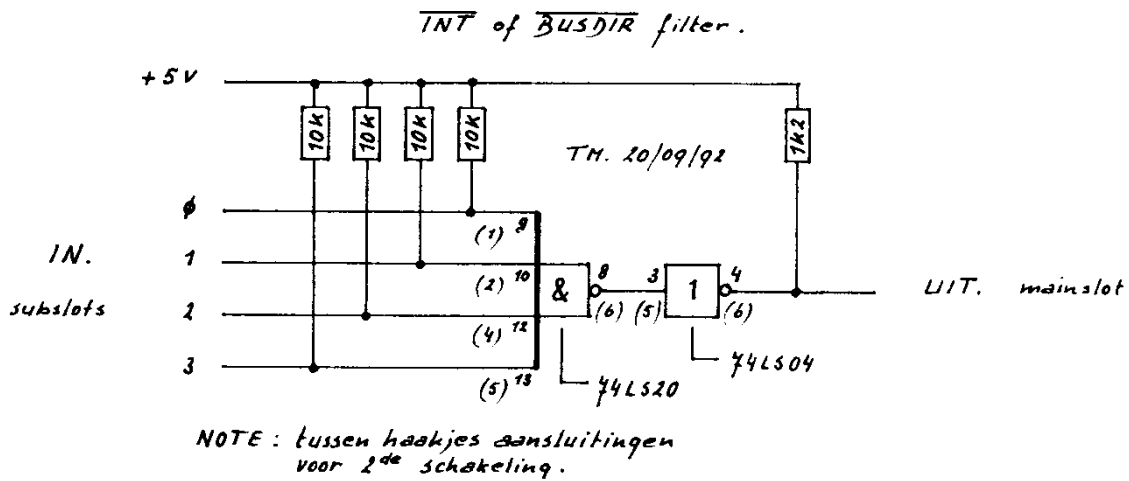 INT of BUSDIR filter.
+5V
10k 10k 10k 10k 1k2
TM. 20/09/92
φ
(1) 9
IN.
1
(2) 10
8
3
4
&
1
UIT. mainslot
subslots
2
(4) 12
(6)
(5)
(6)
3
(5) 13
74LS20
74LS04
NOTE : tussen haakjes aansluitingen
voor 2de schakeling.